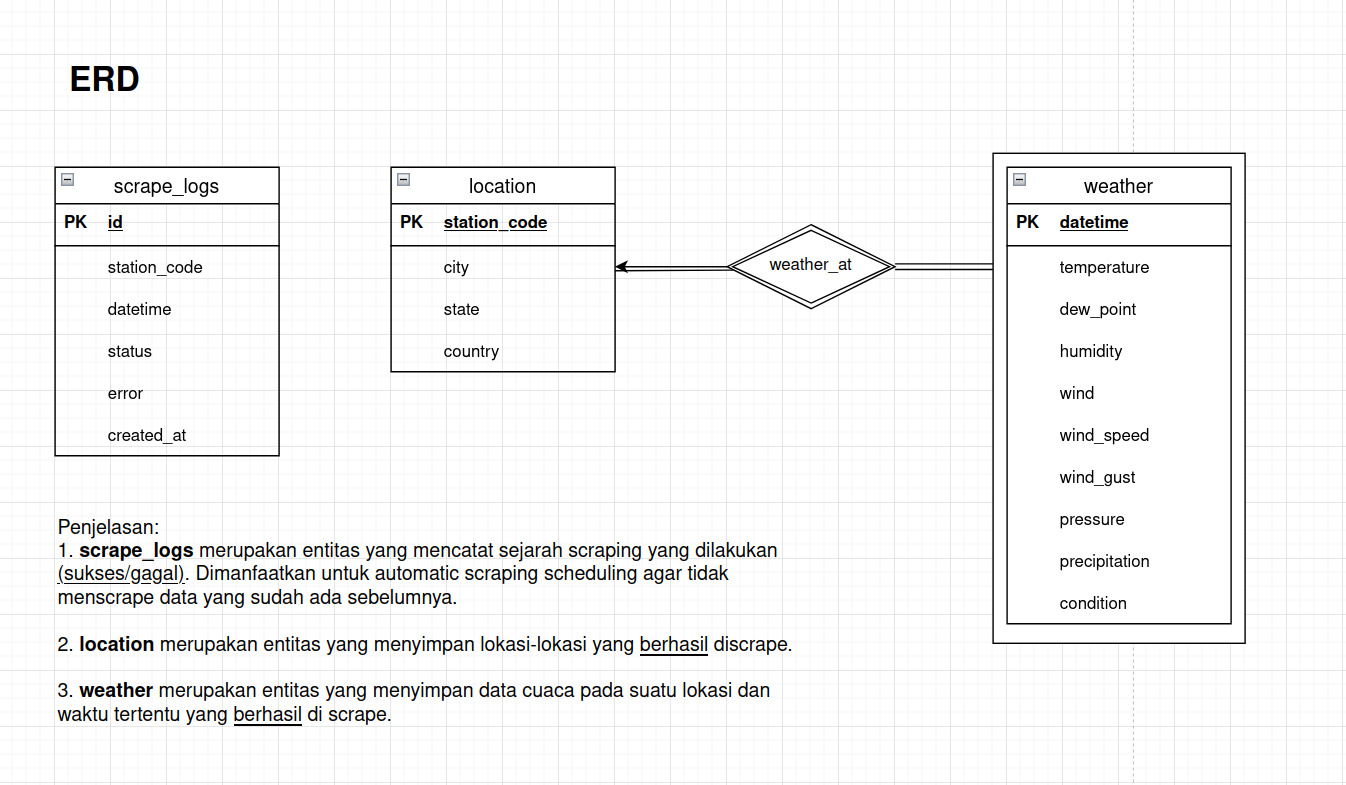 ERD
scrape_logs
PK id
station_code
datetime
status
error
created_at
location
PK station_code
city
state
country
weather_at
weather
PK datetime
temperature
dew_point
humidity
wind
wind_speed
wind_gust
pressure
precipitation
condition
Penjelasan:
1. scrape_logs merupakan entitas yang mencatat sejarah scraping yang dilakukan
(sukses/gagal). Dimanfaatkan untuk automatic scraping scheduling agar tidak
menscrape data yang sudah ada sebelumnya.
2. location merupakan entitas yang menyimpan lokasi-lokasi yang berhasil discrape.
3. weather merupakan entitas yang menyimpan data cuaca pada suatu lokasi dan
waktu tertentu yang berhasil di scrape.